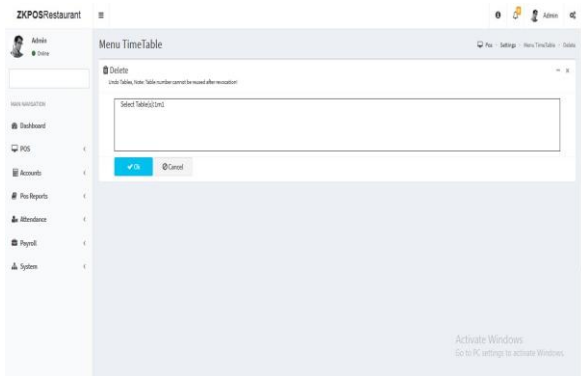 ZKPOSRestaurant
Admin
Admin
Online
Menu TimeTable
Pos Settings Menu TimeTable Delete
Delete
Undo Tables, Note: Table number cannot be reused after revocation!
Select Table(s):1m1
Ok Cancel
MAIN NAVIGATION
Dashboard
POS
Accounts
Pos Reports
Attendance
Payroll
System
Activate Windows
Go to PC settings to activate Windows.